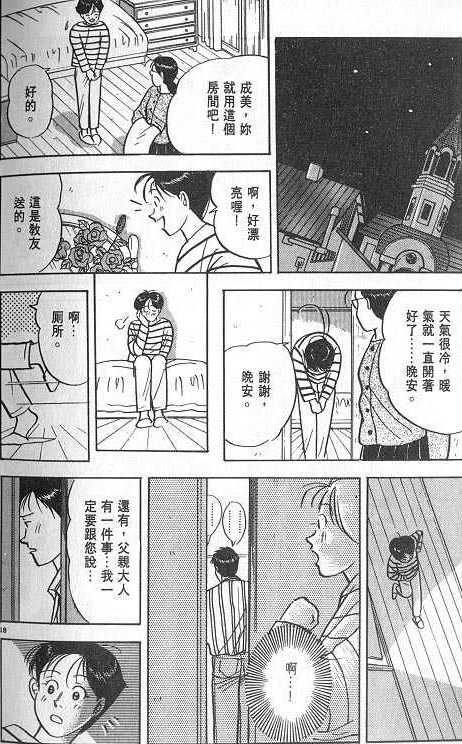 成美，妳
就用這個
房間吧！
好的。
啊，好漂
亮喔！
這是教友
送的。
天氣很冷，暖
氣就一直開著
好了……晚安。
謝謝，
晚安。
廁所。
啊…！
還有，父親大人
有一件事…我一
定要跟您說…
18